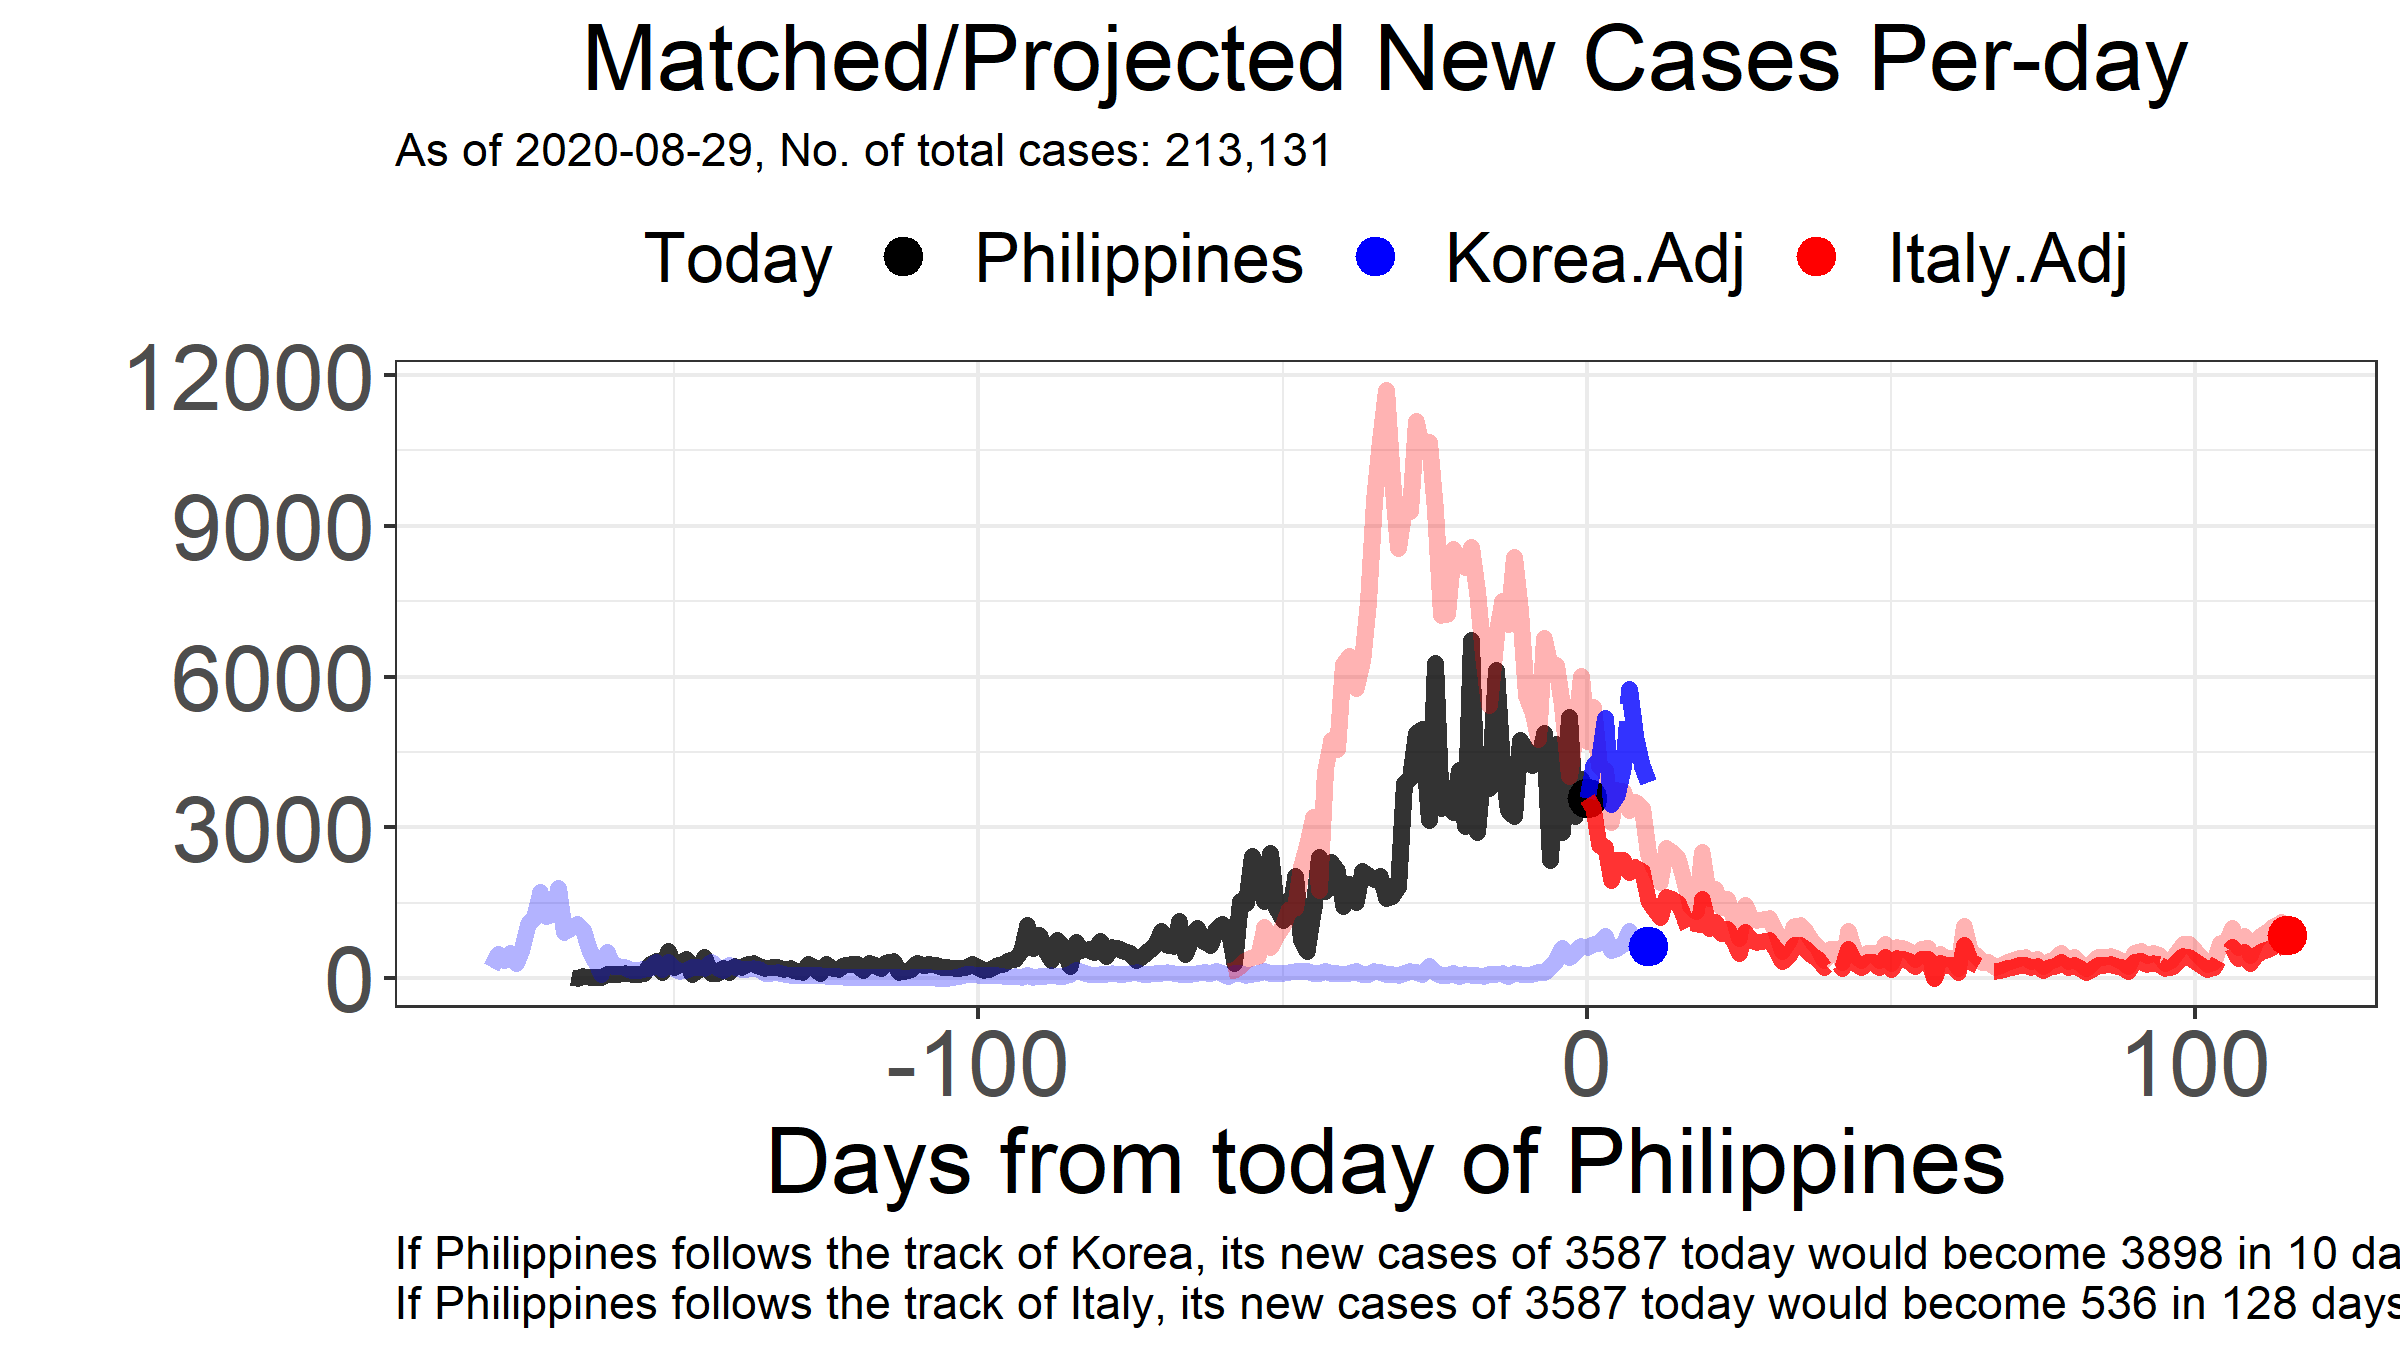 Matched/Projected New Cases Per-day
As of 2020-08-29, No. of total cases: 213,131
Today Philippines Korea.Adj Italy.Adj
12000
9000
6000
3000
0
-100 0 100
Days from today of Philippines
If Philippines follows the track of Korea, its new cases of 3587 today would become 3898 in 10 da
If Philippines follows the track of Italy, its new cases of 3587 today would become 536 in 128 days